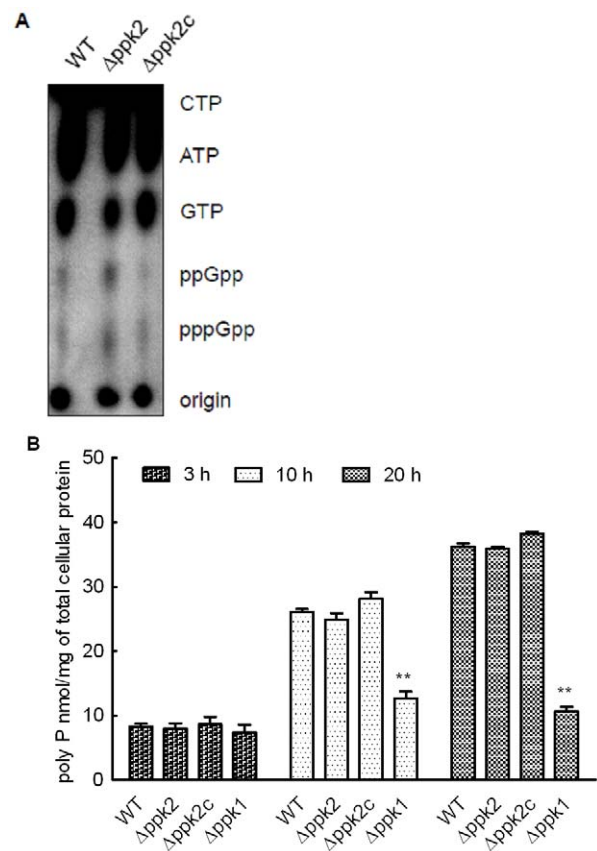 A
WT Δppk2 Δppk2c
CTP
ATP
GTP
ppGpp
pppGpp
origin
B
3 h 10 h 20 h
poly P nmol/mg of total cellular protein
50
40
30
20
10
0
**
**
WT Δppk2 Δppk2c Δppk1 WT Δppk2 Δppk2c Δppk1 WT Δppk2 Δppk2c Δppk1